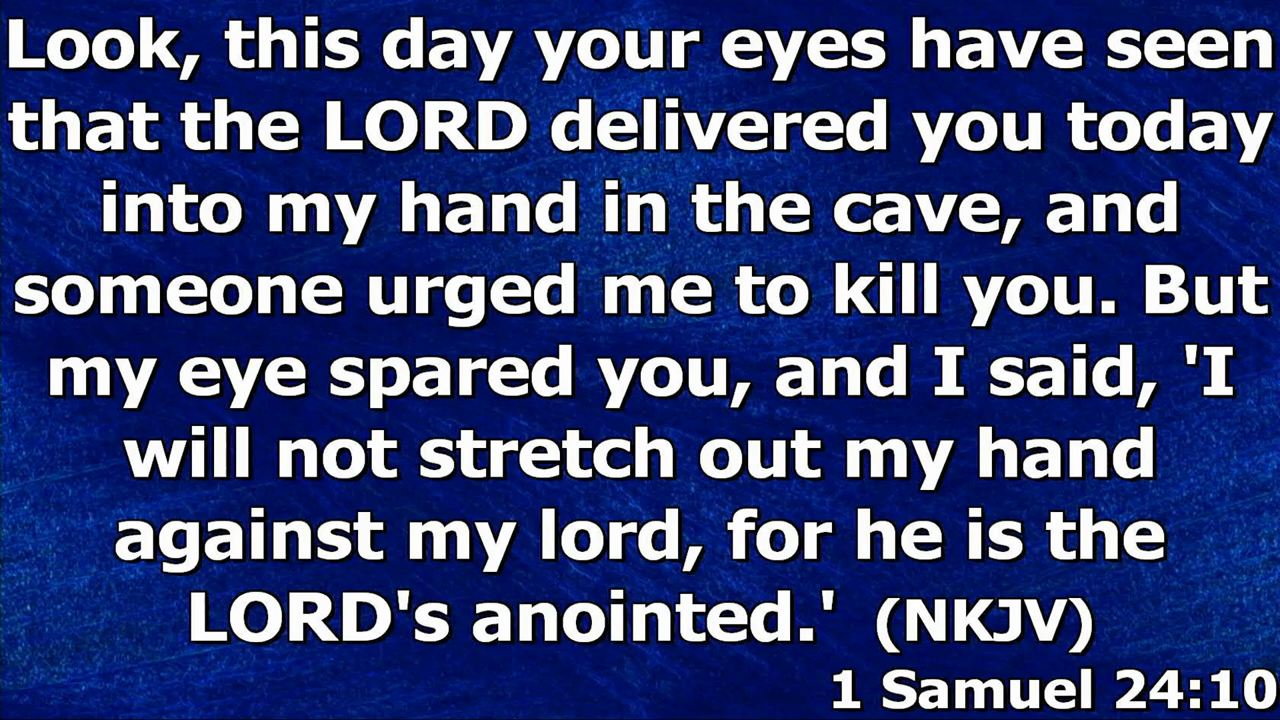 Look, this day your eyes have seen
that the LORD delivered you today
into my hand in the cave, and
someone urged me to kill you. But
my eye spared you, and I said, 'I
will not stretch out my hand
against my lord, for he is the
LORD's anointed.' (NKJV)
1 Samuel 24:10